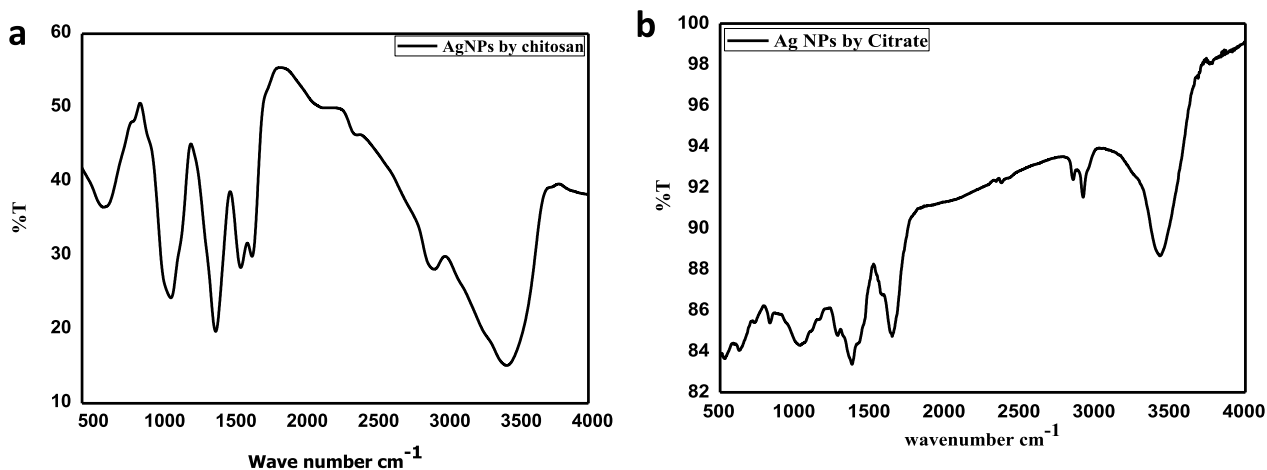 a
AgNPs by chitosan
60
50
40
30
20
10
%T
500 1000 1500 2000 2500 3000 3500 4000
Wave number cm-1
b
Ag NPs by Citrate
100
98
96
94
92
90
88
86
84
82
%T
500 1000 1500 2000 2500 3000 3500 4000
wavenumber cm-1